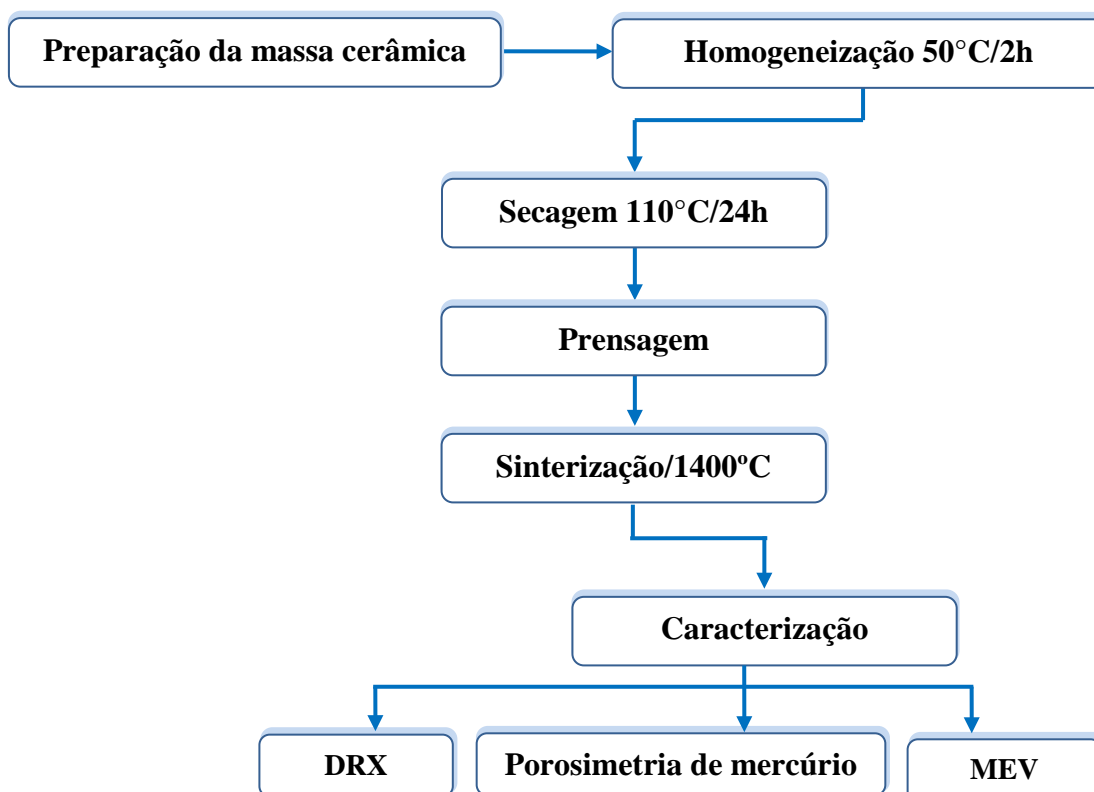 Preparação da massa cerâmica
Homogeneização 50°C/2h
Secagem 110°C/24h
Prensagem
Sinterização/1400ºC
Caracterização
DRX
Porosimetria de mercúrio
MEV